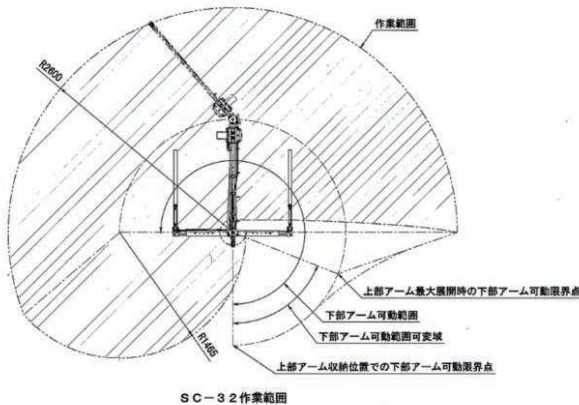 作業範囲
R2600
上部アーム最大展開時の下部アーム可動限界点
下部アーム可動範囲
下部アーム可動範囲可変域
R1465
上部アーム収納位置での下部アーム可動限界点
SC-32作業範囲